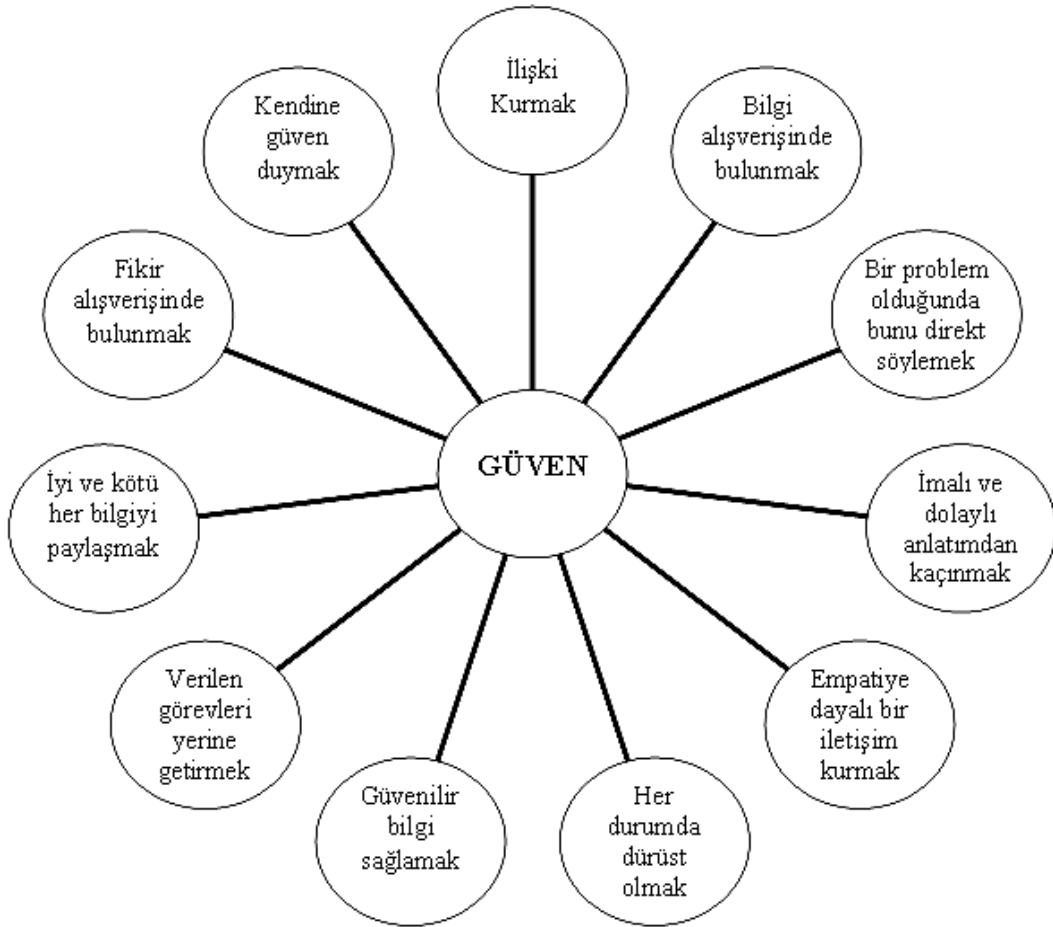 İlişki
Kurmak
Bilgi
alışverişinde
bulunmak
Bir problem
olduğunda
bunu direkt
söylemek
İmalı ve
dolaylı
anlatımdan
kaçınmak
Empatiye
dayalı bir
iletişim
kurmak
Her
durumda
dürüst
olmak
Güvenilir
bilgi
sağlamak
Verilen
görevleri
yerine
getirmek
İyi ve kötü
her bilgiyi
paylaşmak
Fikir
alışverişinde
bulunmak
Kendine
güven
duymak
GÜVEN